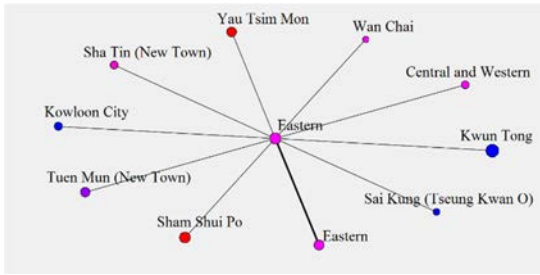 Yau Tsim Mon
Wan Chai
Sha Tin (New Town)
Central and Western
Kowloon City
Eastern
Kwun Tong
Tuen Mun (New Town)
Sai Kung (Tseung Kwan O)
Sham Shui Po
Eastern